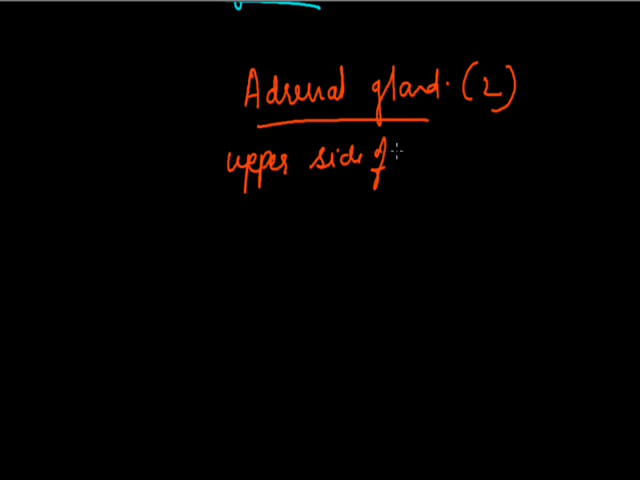 Adrenal gland. (2)
upper side of